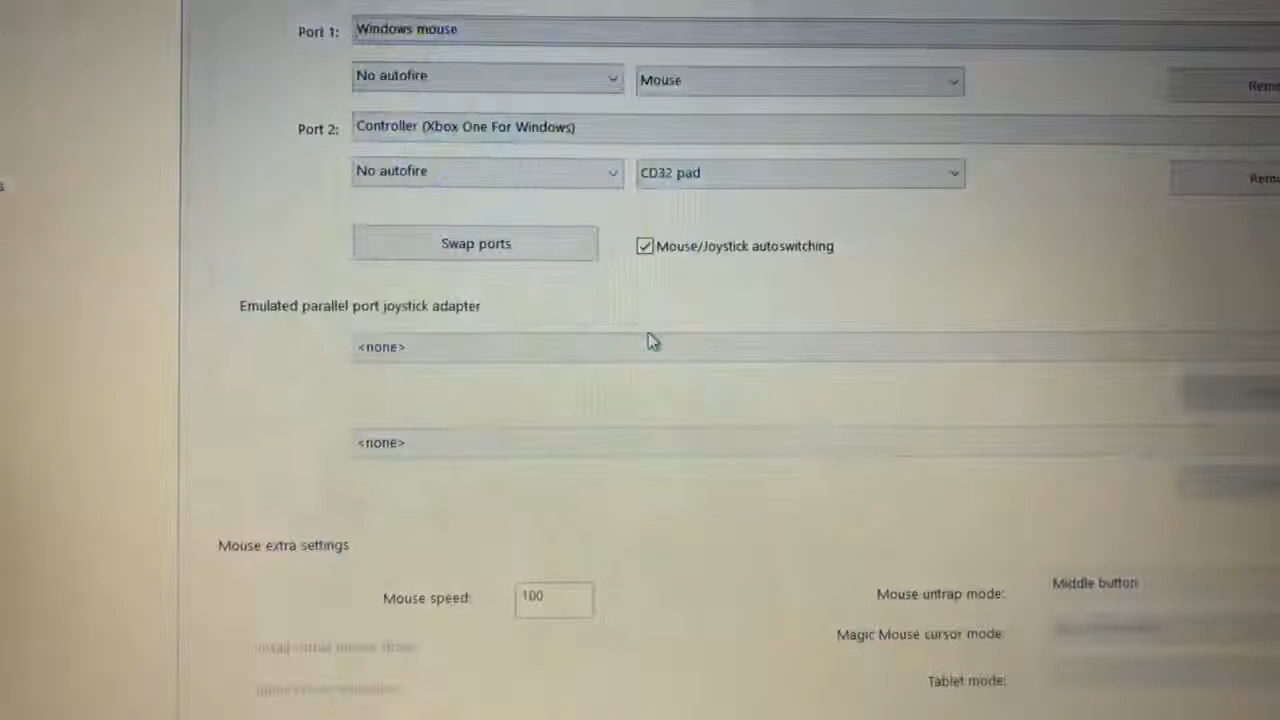 Port 1: Windows mouse
No autofire Mouse
Port 2: Controller (Xbox One For Windows)
No autofire CD32 pad
s
Swap ports Mouse/Joystick autoswitching
Emulated parallel port joystick adapter
<none>
<none>
Mouse extra settings
Mouse speed: 100 Mouse untrap mode: Middle button
Magic Mouse cursor mode:
Tablet mode: